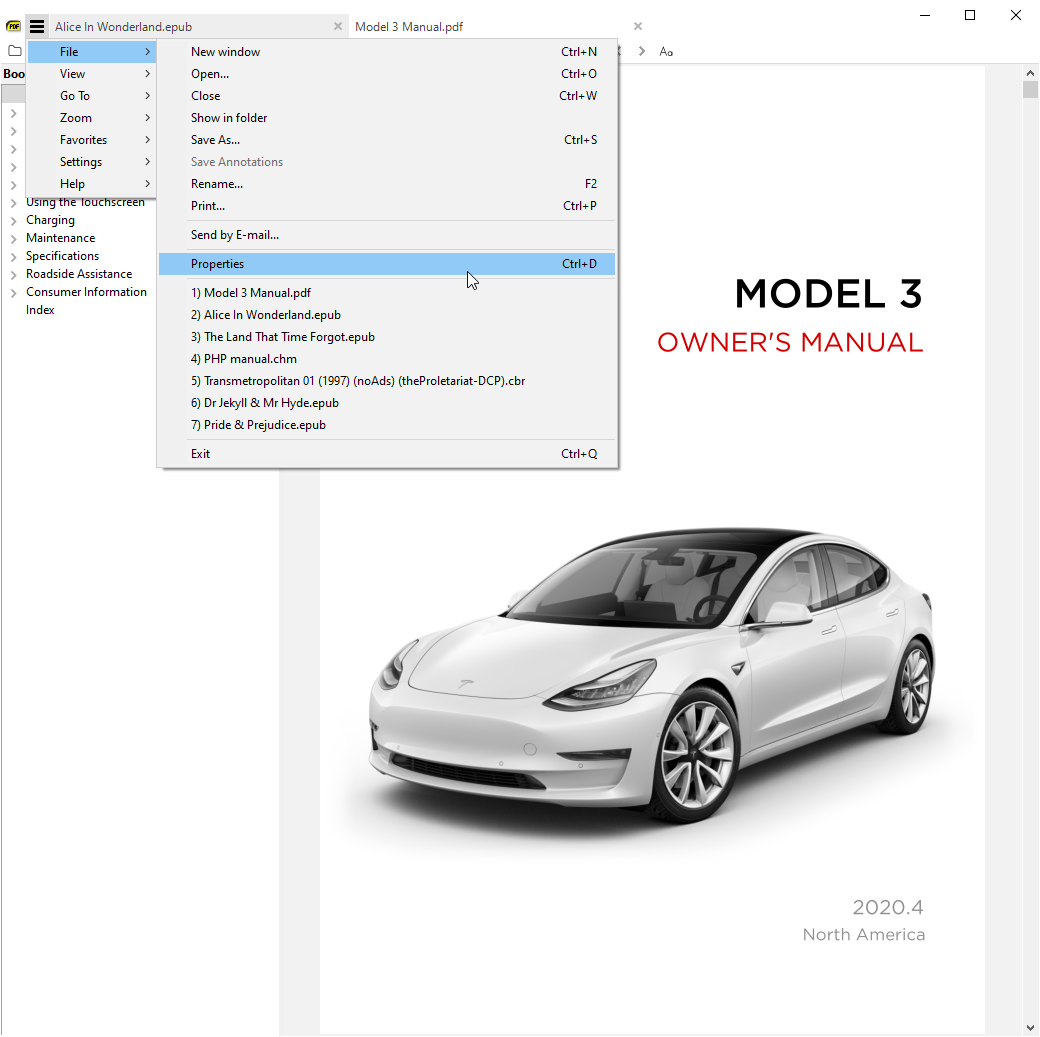 PDF
Alice In Wonderland.epub
Model 3 Manual.pdf
Aa
Boo
File
View
Go To
Zoom
Favorites
Settings
Help
New window Ctrl+N
Open... Ctrl+O
Close Ctrl+W
Show in folder
Save As... Ctrl+S
Save Annotations
Rename... F2
Print... Ctrl+P
Send by E-mail...
Properties Ctrl+D
1) Model 3 Manual.pdf
2) Alice In Wonderland.epub
3) The Land That Time Forgot.epub
4) PHP manual.chm
5) Transmetropolitan 01 (1997) (noAds) (theProletariat-DCP).cbr
6) Dr Jekyll & Mr Hyde.epub
7) Pride & Prejudice.epub
Exit Ctrl+Q
Using the Touchscreen
Charging
Maintenance
Specifications
Roadside Assistance
Consumer Information
Index
MODEL 3
OWNER'S MANUAL
2020.4
North America